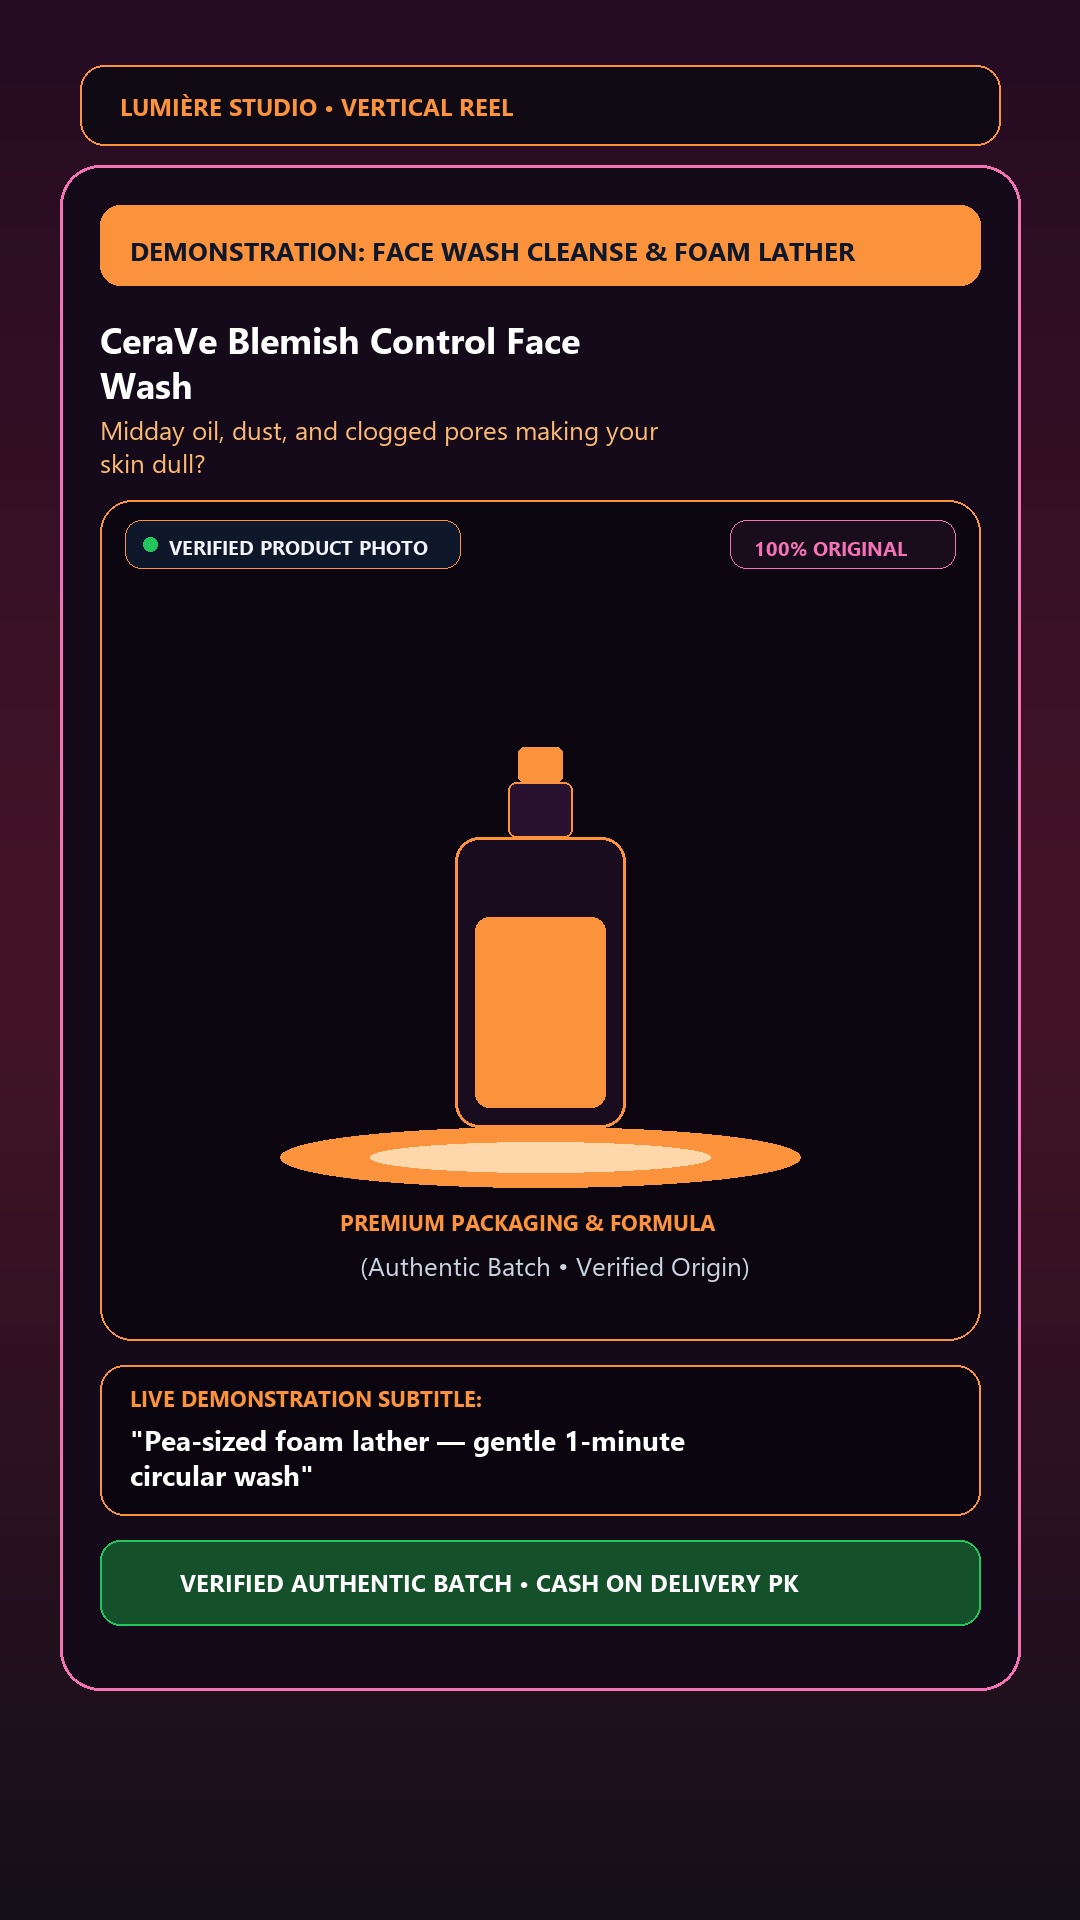 LUMIÈRE STUDIO • VERTICAL REEL
DEMONSTRATION: FACE WASH CLEANSE & FOAM LATHER
CeraVe Blemish Control Face
Wash
Midday oil, dust, and clogged pores making your
skin dull?
VERIFIED PRODUCT PHOTO
100% ORIGINAL
PREMIUM PACKAGING & FORMULA
(Authentic Batch • Verified Origin)
LIVE DEMONSTRATION SUBTITLE:
"Pea-sized foam lather — gentle 1-minute
circular wash"
VERIFIED AUTHENTIC BATCH • CASH ON DELIVERY PK